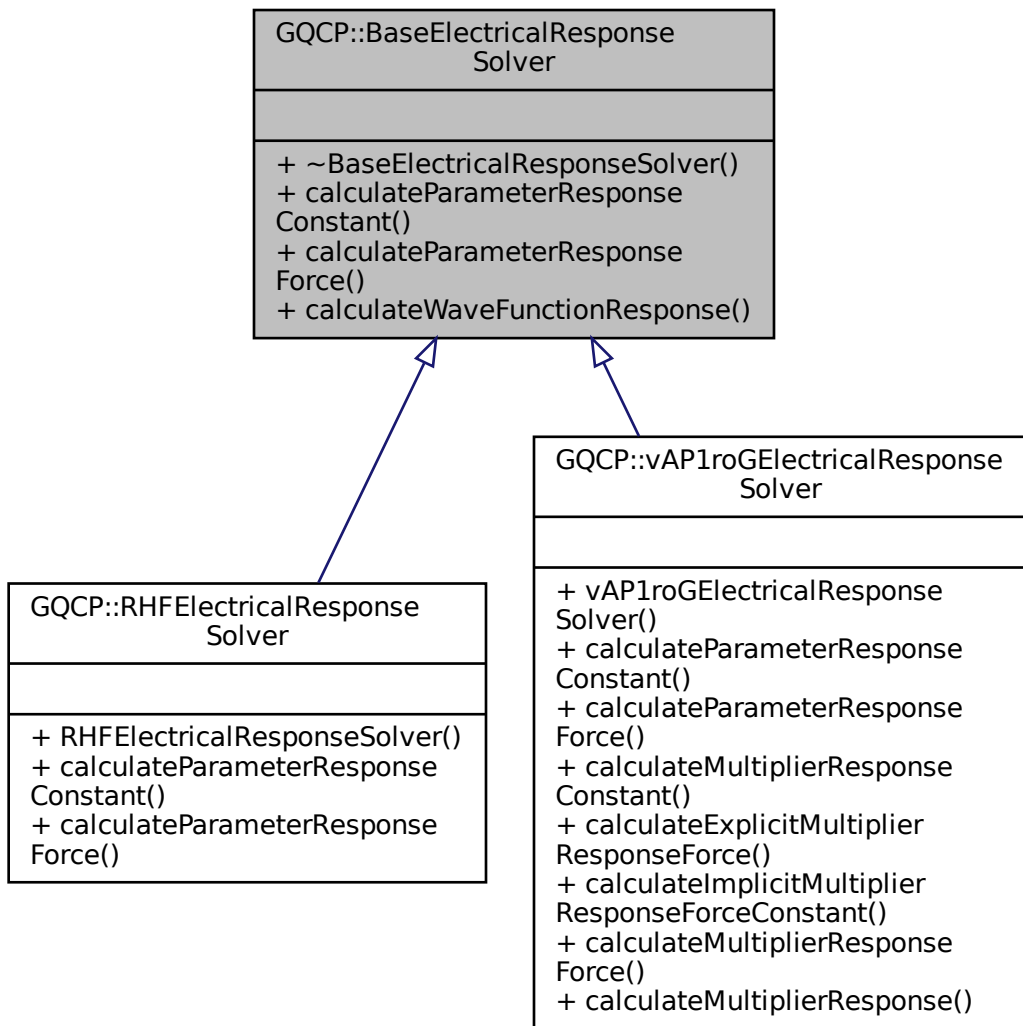 GQCP::BaseElectricalResponse
Solver
+ ~BaseElectricalResponseSolver()
+ calculateParameterResponse
Constant()
+ calculateParameterResponse
Force()
+ calculateWaveFunctionResponse()
GQCP::RHFElectricalResponse
Solver
+ RHFElectricalResponseSolver()
+ calculateParameterResponse
Constant()
+ calculateParameterResponse
Force()
GQCP::vAP1roGElectricalResponse
Solver
+ vAP1roGElectricalResponse
Solver()
+ calculateParameterResponse
Constant()
+ calculateParameterResponse
Force()
+ calculateMultiplierResponse
Constant()
+ calculateExplicitMultiplier
ResponseForce()
+ calculateImplicitMultiplier
ResponseForceConstant()
+ calculateMultiplierResponse
Force()
+ calculateMultiplierResponse()